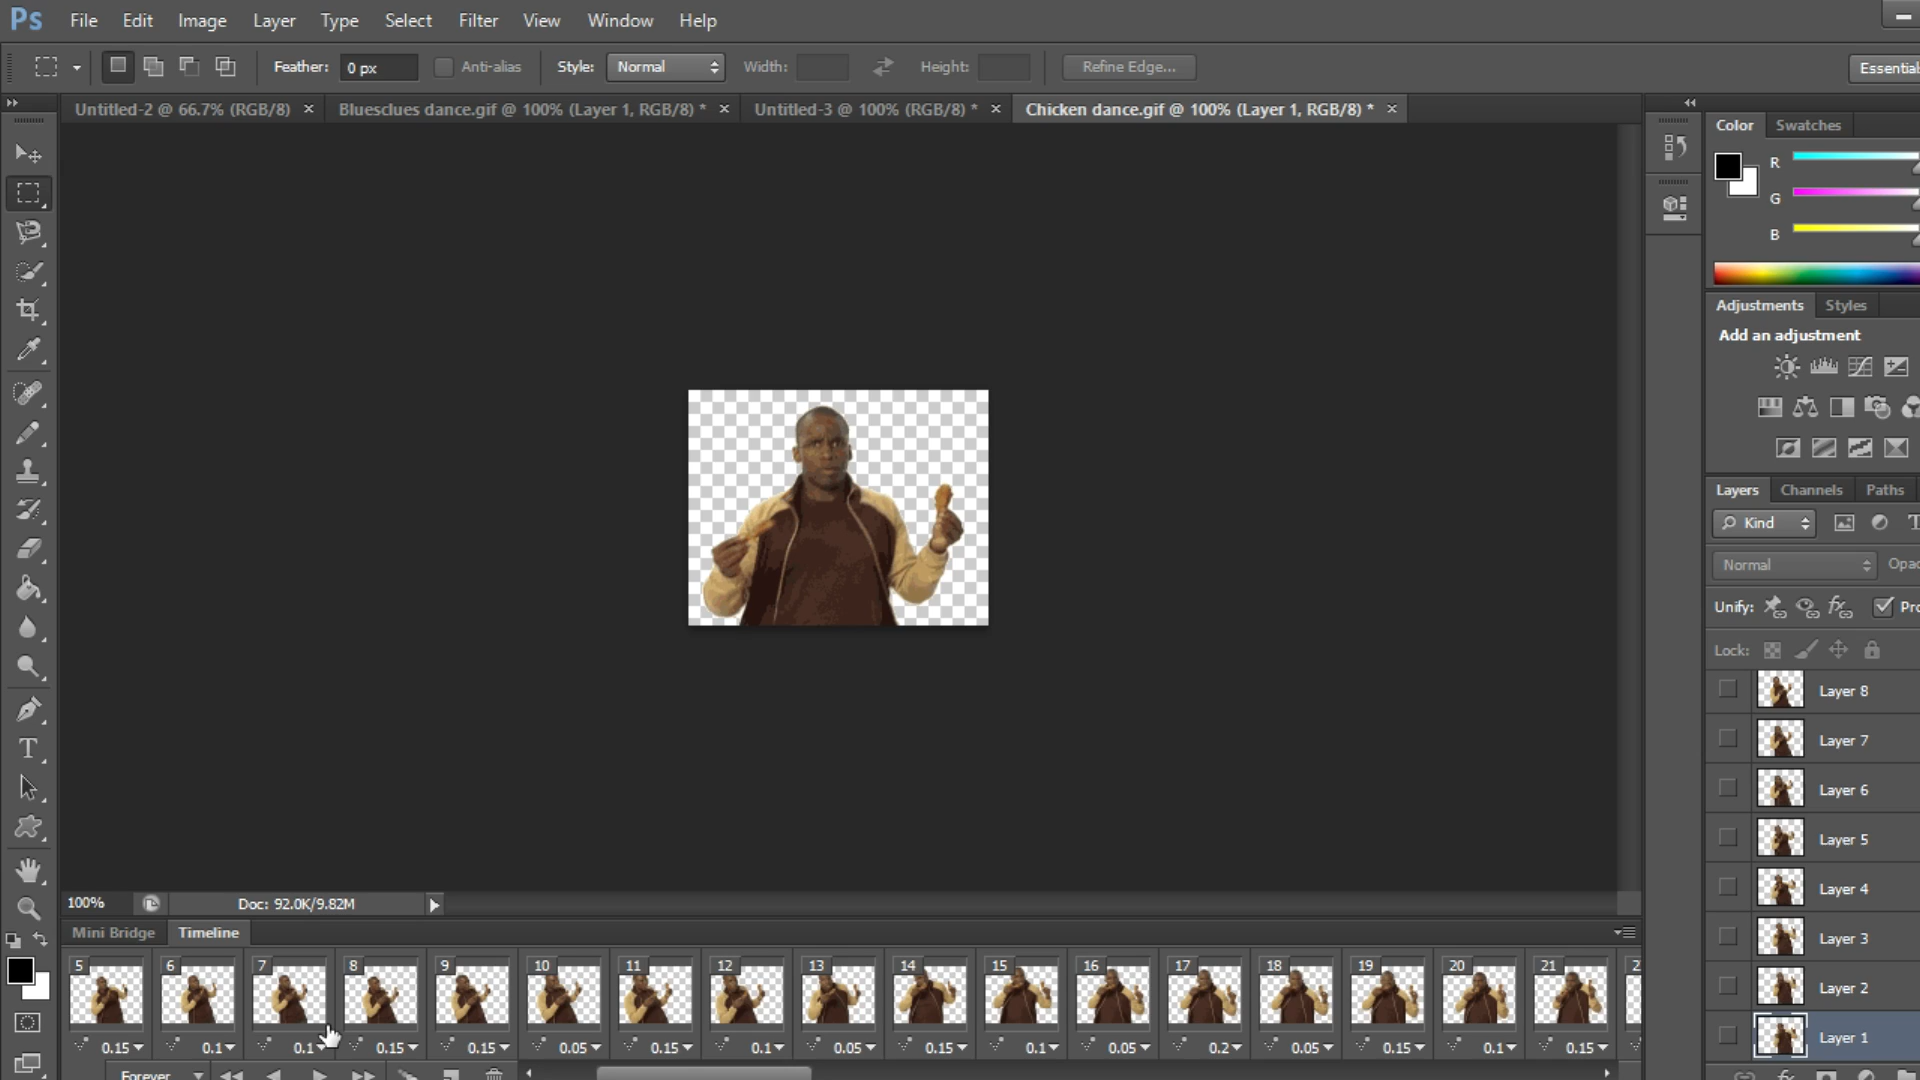 Ps File Edit Image Layer Type Select Filter View Window Help
Feather: 0 px Anti-alias Style: Normal Width: Height: Refine Edge... Essential
Untitled-2 @ 66.7% (RGB/8) × Bluesclues dance.gif @ 100% (Layer 1, RGB/8) * × Untitled-3 @ 100% (RGB/8) * × Chicken dance.gif @ 100% (Layer 1, RGB/8) * ×
Color Swatches
R
G
B
Adjustments Styles
Add an adjustment
Layers Channels Paths
Kind
Normal Opac
Unify: Pro
Lock:
Layer 8
Layer 7
Layer 6
Layer 5
Layer 4
Layer 3
Layer 2
Layer 1
100% Doc: 92.0K/9.82M
Mini Bridge Timeline
5 6 7 8 9 10 11 12 13 14 15 16 17 18 19 20 21
0.15 0.1 0.1 0.15 0.15 0.05 0.15 0.1 0.05 0.15 0.1 0.05 0.2 0.05 0.15 0.1 0.15
Forever